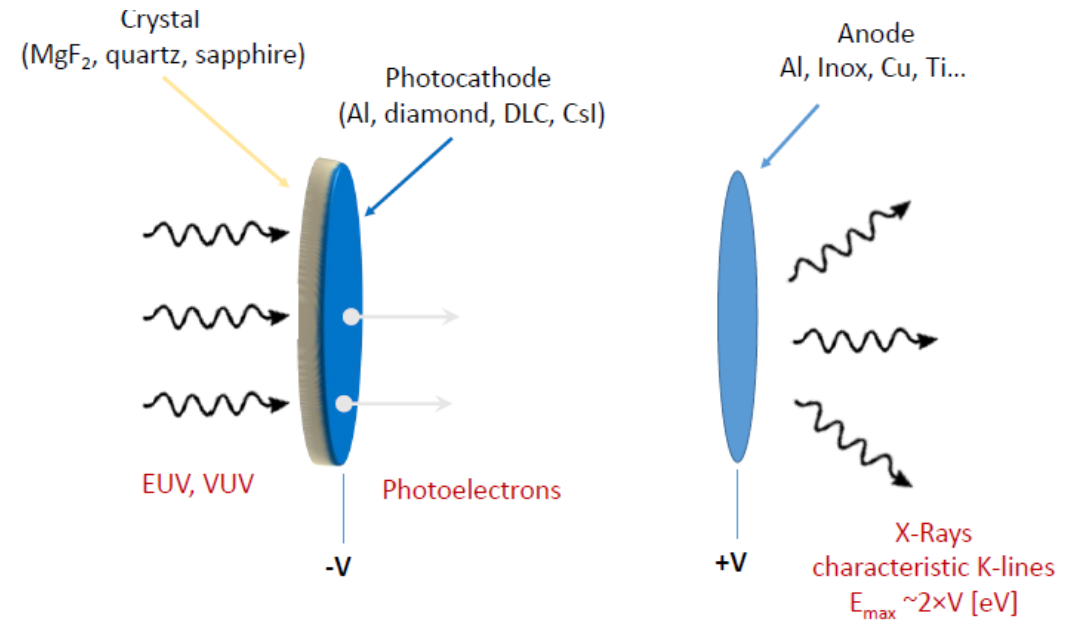 Crystal
(MgF₂, quartz, sapphire)
Photocathode
(Al, diamond, DLC, CsI)
Anode
Al, Inox, Cu, Ti...
EUV, VUV
Photoelectrons
-V
+V
X-Rays
characteristic K-lines
Eₘₐₓ ~2×V [eV]